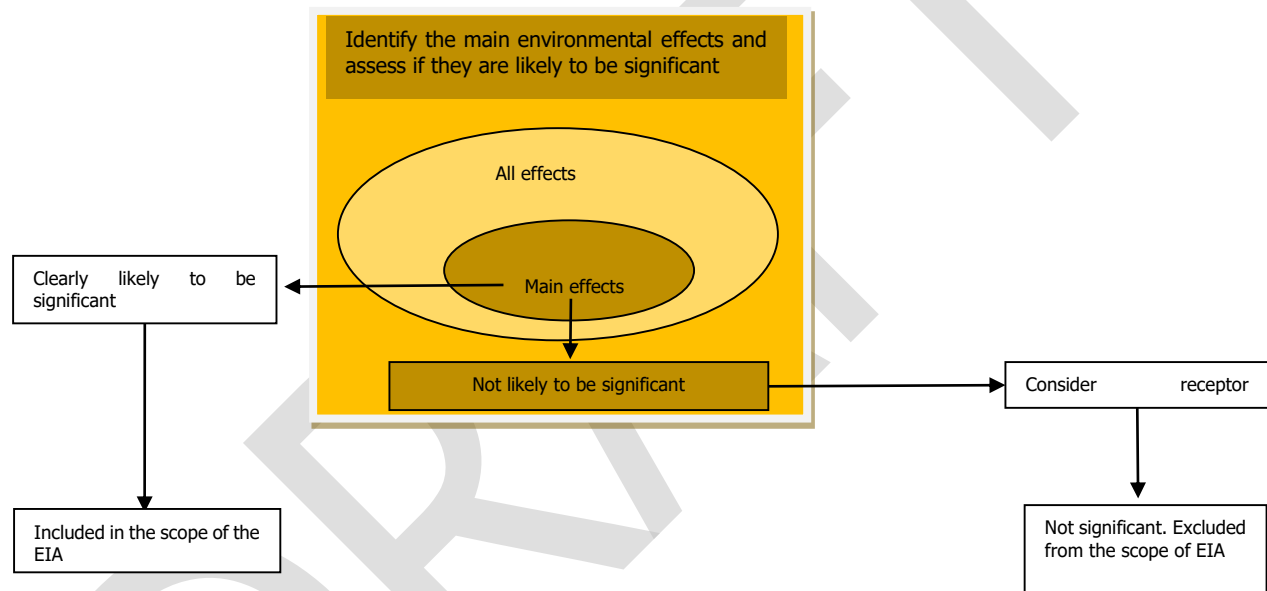 Identify the main environmental effects and
assess if they are likely to be significant
All effects
Clearly likely to be
significant
Main effects
Not likely to be significant
Consider receptor
Included in the scope of the
EIA
Not significant. Excluded
from the scope of EIA